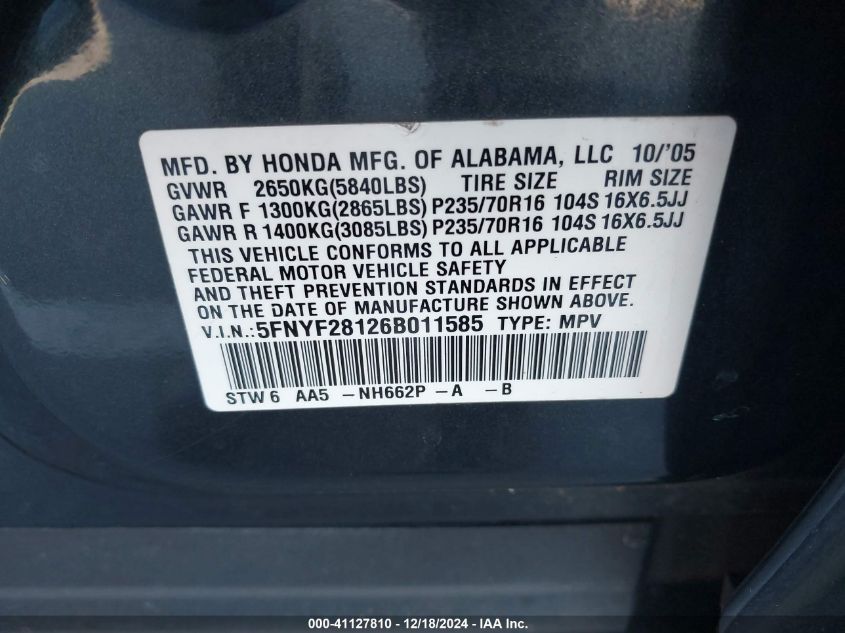 MFD. BY HONDA MFG. OF ALABAMA, LLC 10/'05
GVWR 2650KG(5840LBS) TIRE SIZE RIM SIZE
GAWR F 1300KG(2865LBS) P235/70R16 104S 16X6.5JJ
GAWR R 1400KG(3085LBS) P235/70R16 104S 16X6.5JJ
THIS VEHICLE CONFORMS TO ALL APPLICABLE
FEDERAL MOTOR VEHICLE SAFETY
AND THEFT PREVENTION STANDARDS IN EFFECT
ON THE DATE OF MANUFACTURE SHOWN ABOVE.
V.I.N.: 5FNYF28126B011585 TYPE: MPV
STW 6 AA5 -NH662P -A -B
000-41127810 - 12/18/2024 - IAA Inc.